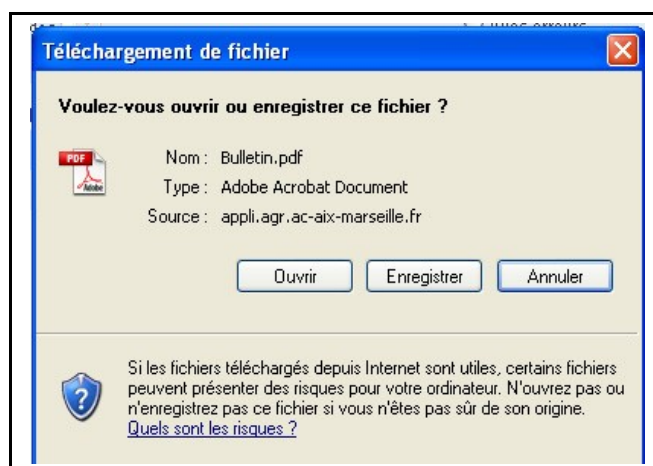 Téléchargement de fichier
Voulez-vous ouvrir ou enregistrer ce fichier ?
PDF
Adobe
Nom : Bulletin.pdf
Type : Adobe Acrobat Document
Source : appli.agr.ac-aix-marseille.fr
Ouvrir Enregistrer Annuler
Si les fichiers téléchargés depuis Internet sont utiles, certains fichiers
peuvent présenter des risques pour votre ordinateur. N'ouvrez pas ou
n'enregistrez pas ce fichier si vous n'êtes pas sûr de son origine.
Quels sont les risques ?